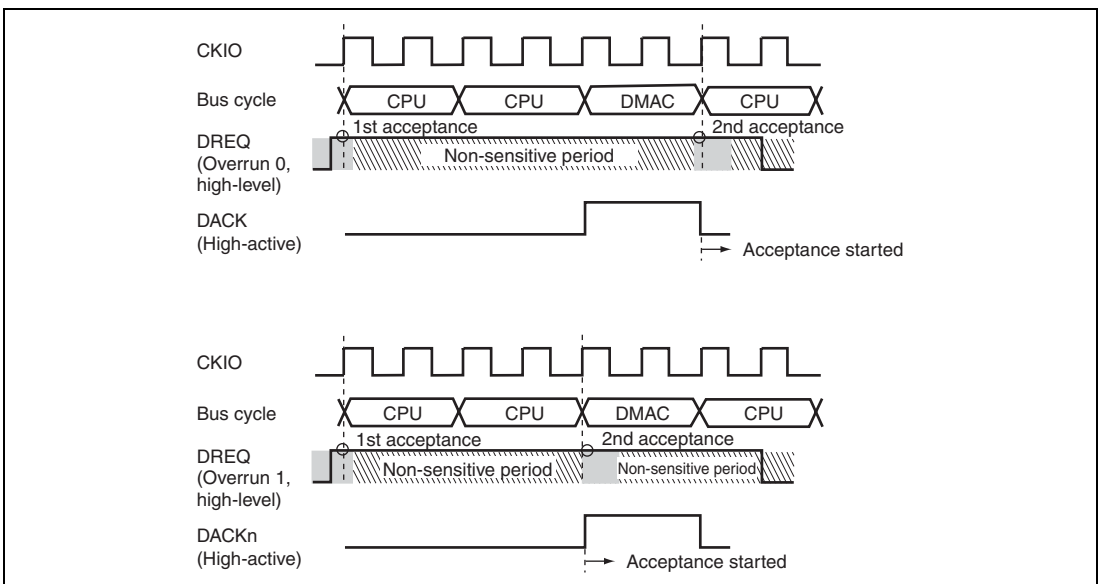 CKIO
Bus cycle CPU CPU DMAC CPU
1st acceptance 2nd acceptance
DREQ
(Overrun 0,
high-level)
Non-sensitive period
DACK
(High-active)
Acceptance started
CKIO
Bus cycle CPU CPU DMAC CPU
1st acceptance 2nd acceptance
DREQ
(Overrun 1,
high-level)
Non-sensitive period Non-sensitive period
DACKn
(High-active)
Acceptance started